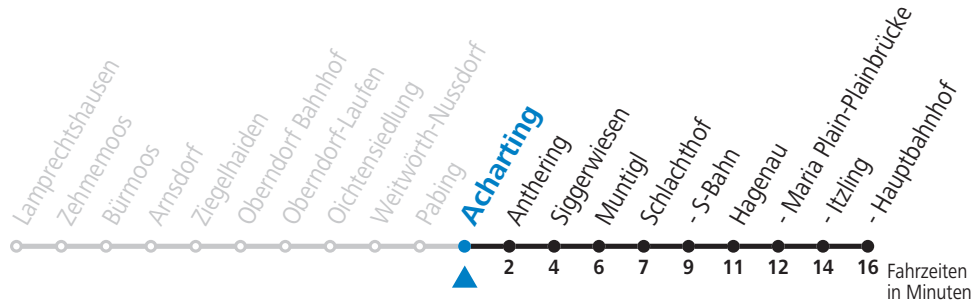 Lamprechtshausen
Zehmemoos
Bürmoos
Arnsdorf
Ziegelhaiden
Oberndorf Bahnhof
Oberndorf-Laufen
Oichtensiedlung
Weitwörth-Nussdorf
Pabing
Acharting
Anthering
Siggerwiesen
Muntigl
Schlachthof
- S-Bahn
Hagenau
- Maria Plain-Plainbrücke
- Itzling
- Hauptbahnhof
2 4 6 7 9 11 12 14 16 Fahrzeiten
in Minuten